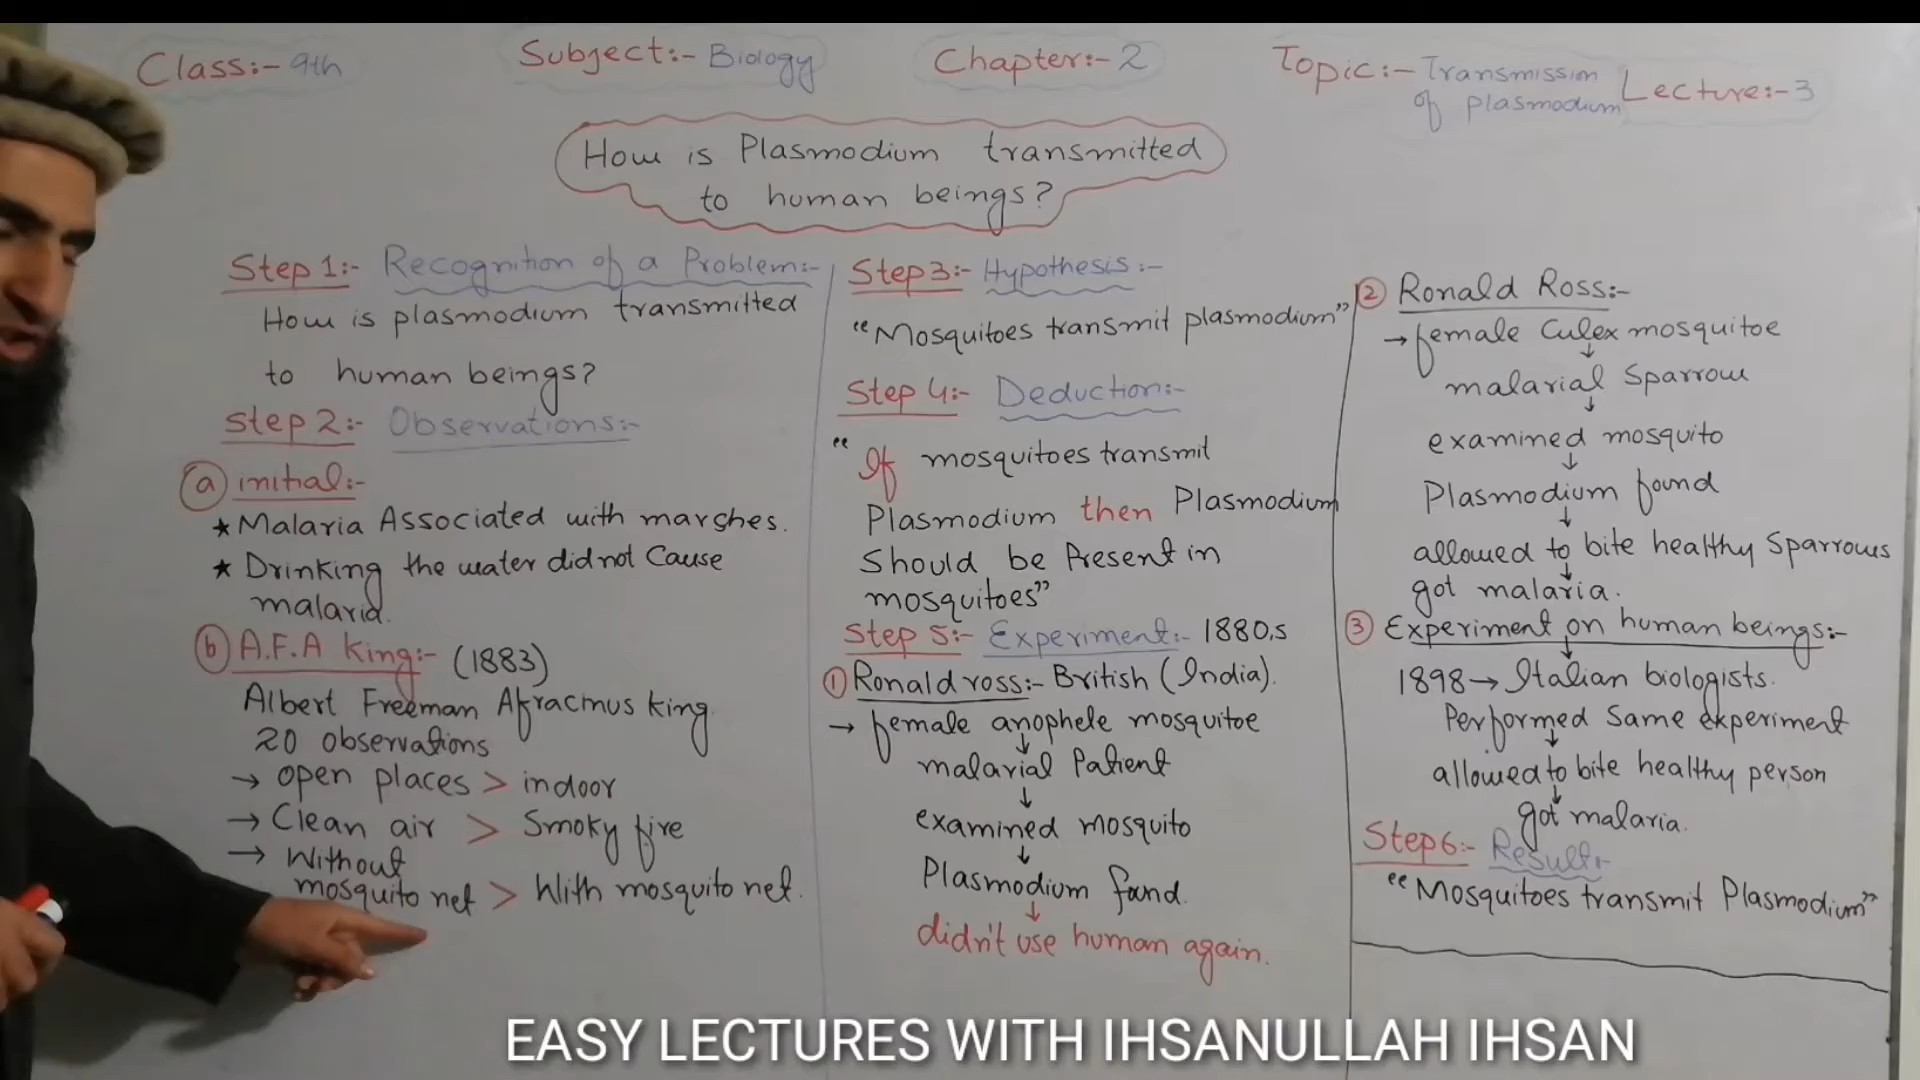 Class:- 9th
Subject:- Biology
Chapter:- 2
Topic:- Transmission
of plasmodium
Lecture:-3
How is Plasmodium transmitted
to human beings?
Step 1:- Recognition of a Problem:-
How is plasmodium transmitted
to human beings?
Step 2:- Observations:-
(a) initial:-
★ Malaria Associated with marshes.
★ Drinking the water did not Cause
malaria.
(b) A.F.A King:- (1883)
Albert Freeman Afracmus king.
20 observations
→ open places > indoor
→ Clean air > Smoky fire
→ Without
mosquito net > With mosquito net.
Step3:- Hypothesis:-
"Mosquitoes transmit plasmodium"
Step 4:- Deduction:-
"If mosquitoes transmit
Plasmodium then Plasmodium
Should be Present in
mosquitoes"
Step 5:- Experiment:- 1880,s
① Ronald ross:- British (India).
→ female anophele mosquitoe
↓
malarial Patient
↓
examined mosquito
↓
Plasmodium found.
↓
didn't use human again.
② Ronald Ross:-
→ female Culex mosquitoe
↓
malarial Sparrow
↓
examined mosquito
↓
Plasmodium found
↓
allowed to bite healthy Sparrows
↓
got malaria.
③ Experiment on human beings:-
↓
1898 → Italian biologists.
Performed Same experiment
↓
allowed to bite healthy person
↓
got malaria.
Step6:- Result:-
"Mosquitoes transmit Plasmodium"
EASY LECTURES WITH IHSANULLAH IHSAN